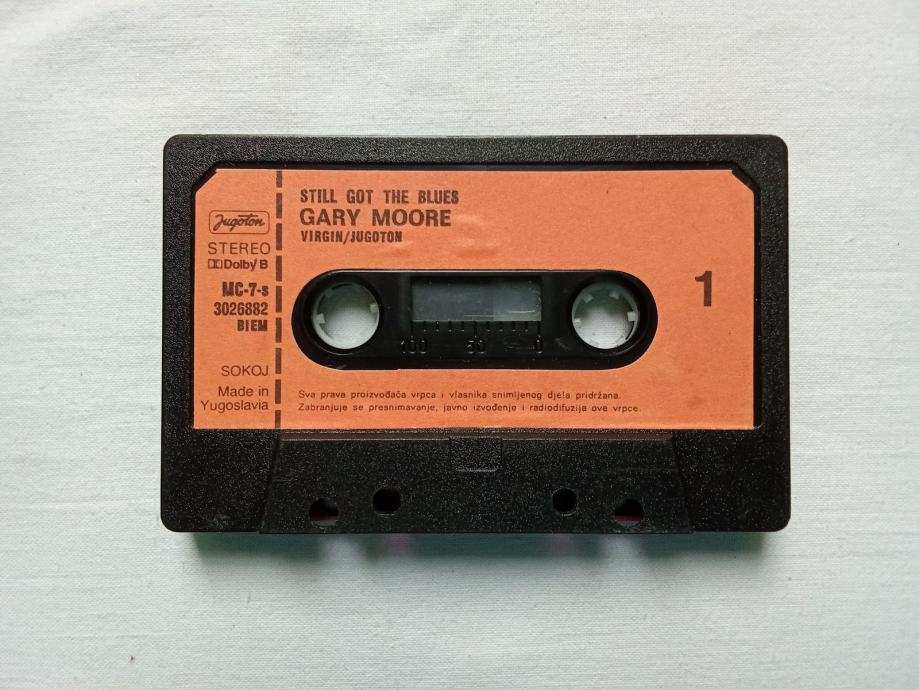 STILL GOT THE BLUES
GARY MOORE
VIRGIN/JUGOTON
Jugoton
STEREO
Dolby B
MC-7-s
3026882
BIEM
SOKOJ
Made in
Yugoslavia
1
100 50 0
Sva prava proizvođača vrpca i vlasnika snimljenog djela pridržana.
Zabranjuje se presnimavanje, javno izvođenje i radiodifuzija ove vrpce.